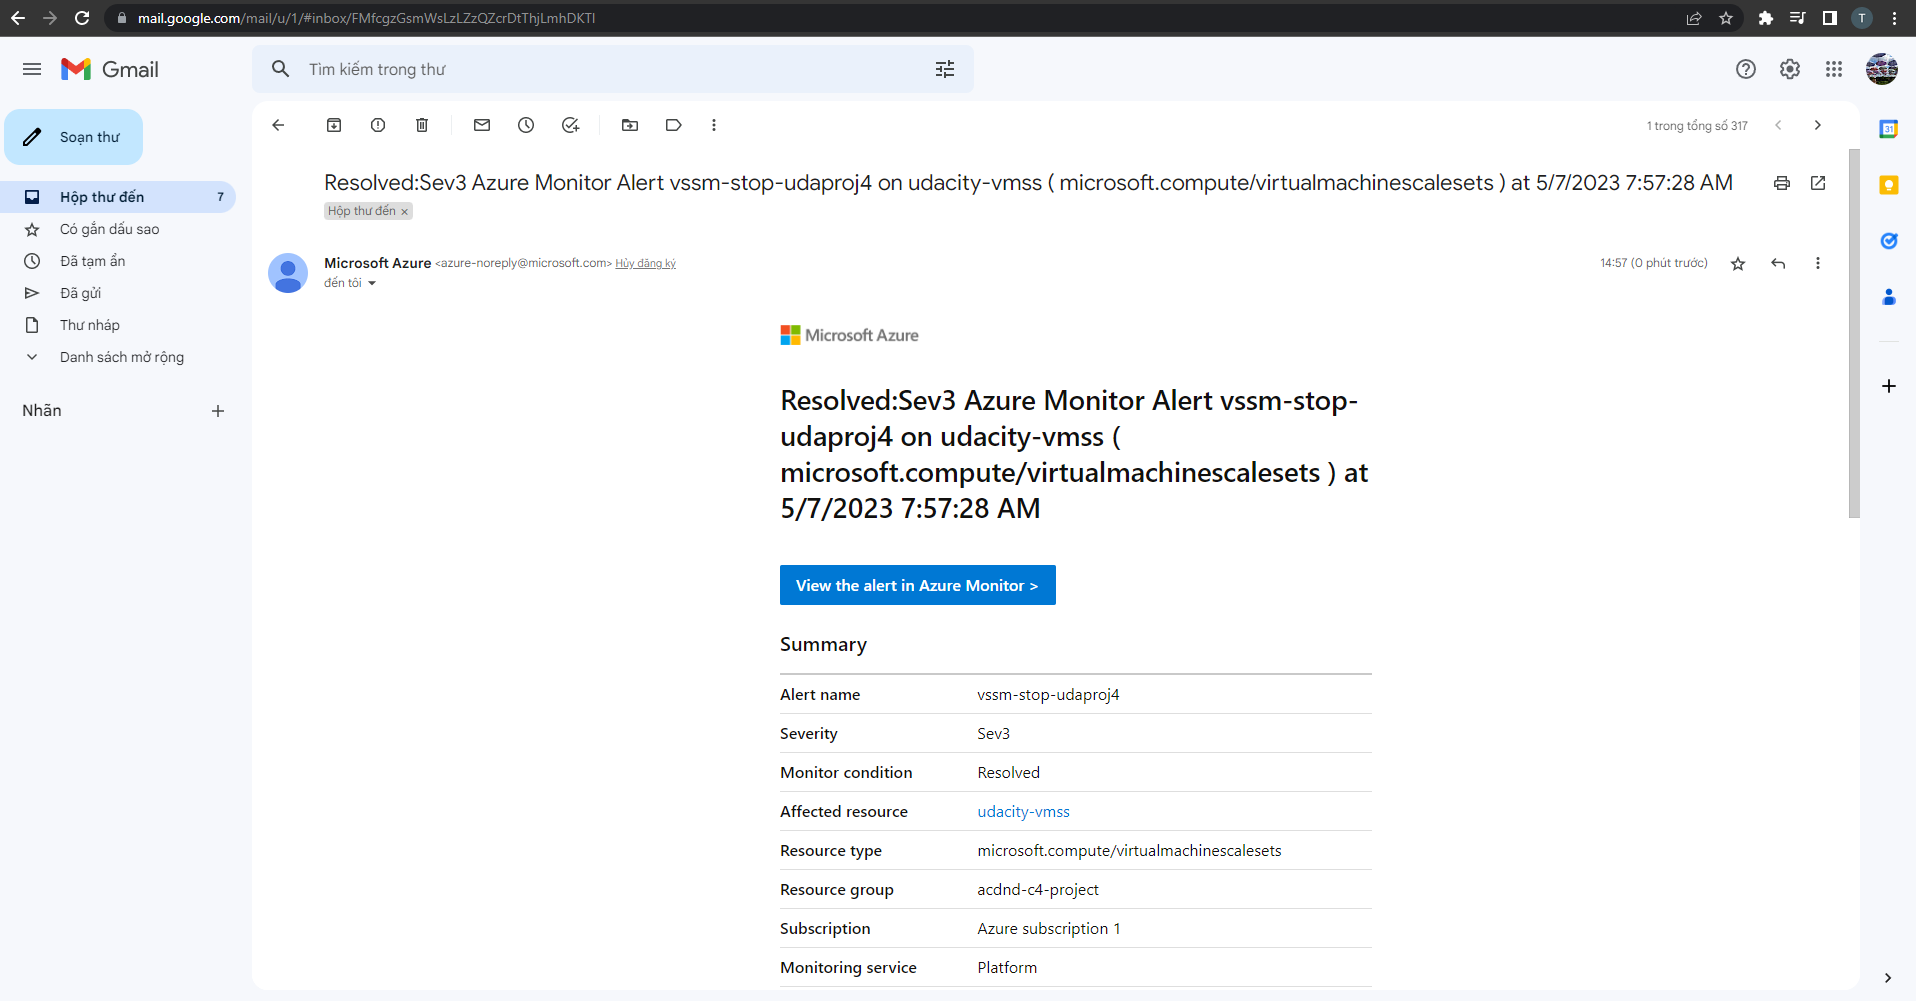 mail.google.com/mail/u/1/#inbox/FMfcgzGsmWsLzLZzQZcrDtThjLmhDKTl
T
Gmail
Tìm kiếm trong thư
Soạn thư
1 trong tổng số 317
31
Hộp thư đến 7
Có gắn dấu sao
Đã tạm ẩn
Đã gửi
Thư nháp
Danh sách mở rộng
Nhãn
Resolved:Sev3 Azure Monitor Alert vssm-stop-udaproj4 on udacity-vmss ( microsoft.compute/virtualmachinescalesets ) at 5/7/2023 7:57:28 AM
Hộp thư đến ×
Microsoft Azure <azure-noreply@microsoft.com> Hủy đăng ký
14:57 (0 phút trước)
đến tôi
Microsoft Azure
Resolved:Sev3 Azure Monitor Alert vssm-stop-
udaproj4 on udacity-vmss (
microsoft.compute/virtualmachinescalesets ) at
5/7/2023 7:57:28 AM
View the alert in Azure Monitor >
Summary
Alert name vssm-stop-udaproj4
Severity Sev3
Monitor condition Resolved
Affected resource udacity-vmss
Resource type microsoft.compute/virtualmachinescalesets
Resource group acdnd-c4-project
Subscription Azure subscription 1
Monitoring service Platform